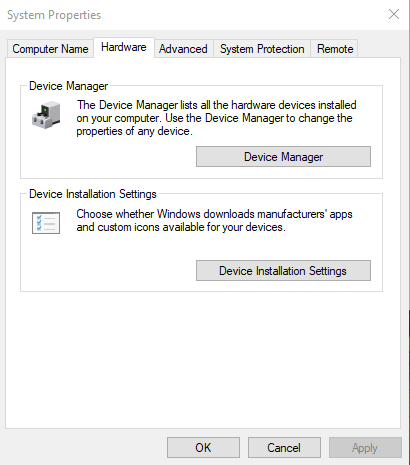 System Properties
Computer Name Hardware Advanced System Protection Remote
Device Manager
The Device Manager lists all the hardware devices installed
on your computer. Use the Device Manager to change the
properties of any device.
Device Manager
Device Installation Settings
Choose whether Windows downloads manufacturers' apps
and custom icons available for your devices.
Device Installation Settings
OK Cancel Apply